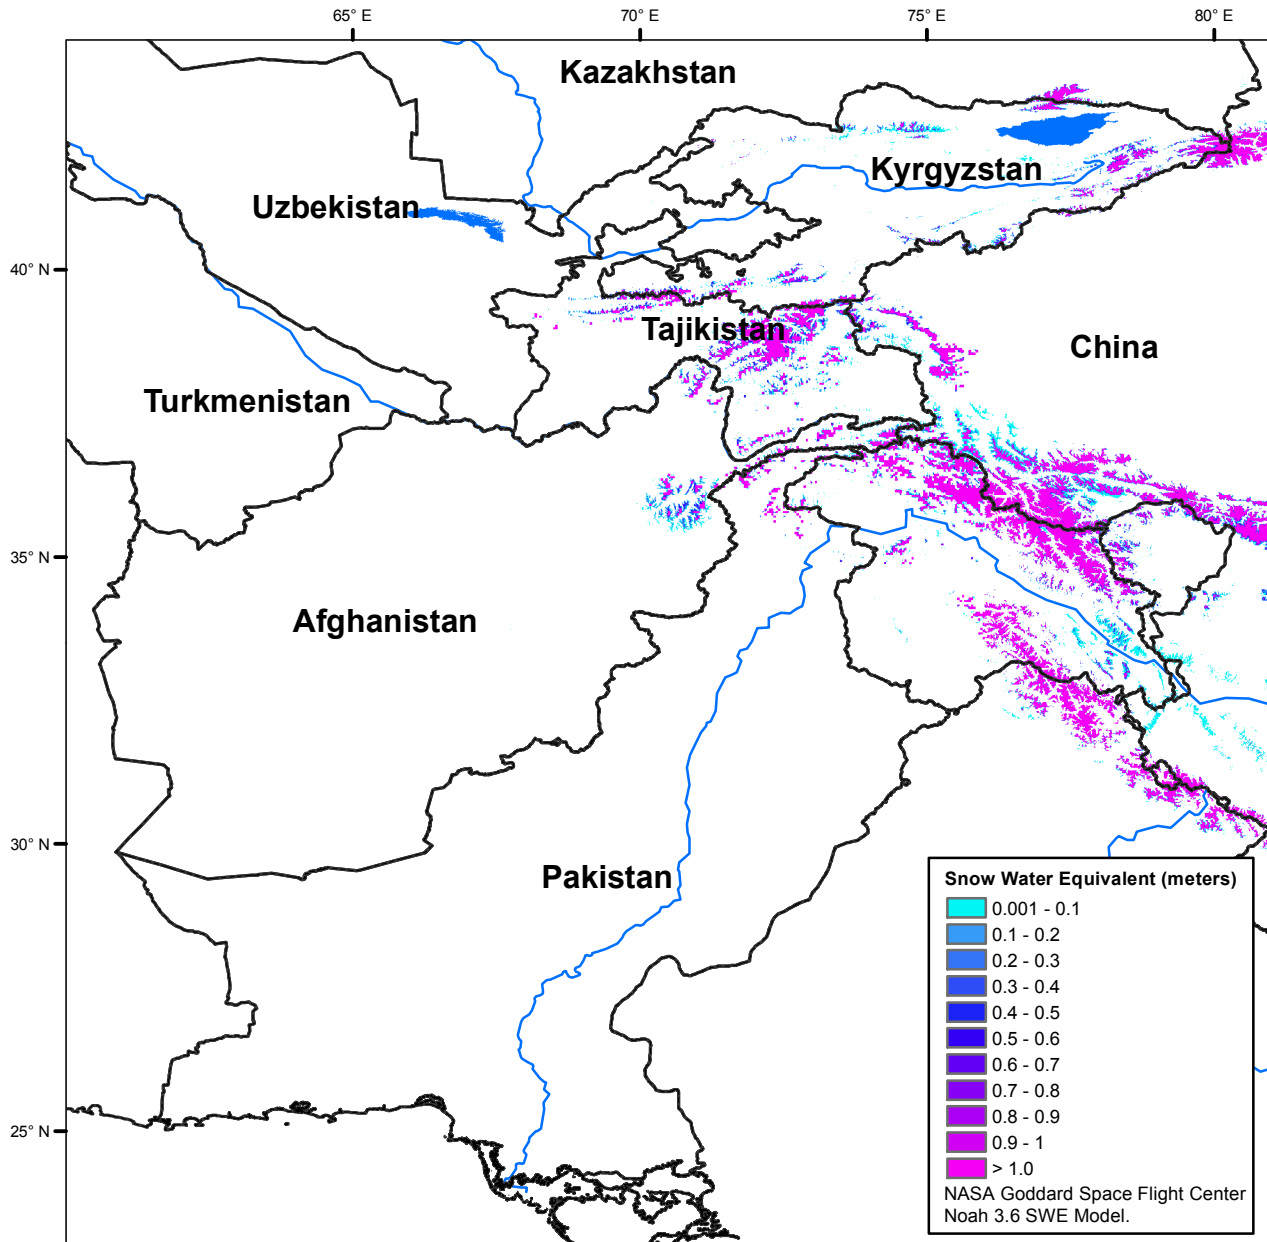 65° E
70° E
75° E
80° E
Kazakhstan
Kyrgyzstan
Uzbekistan
40° N
Tajikistan
China
Turkmenistan
35° N
Afghanistan
30° N
Pakistan
25° N
Snow Water Equivalent (meters)
0.001 - 0.1
0.1 - 0.2
0.2 - 0.3
0.3 - 0.4
0.4 - 0.5
0.5 - 0.6
0.6 - 0.7
0.7 - 0.8
0.8 - 0.9
0.9 - 1
> 1.0
NASA Goddard Space Flight Center
Noah 3.6 SWE Model.